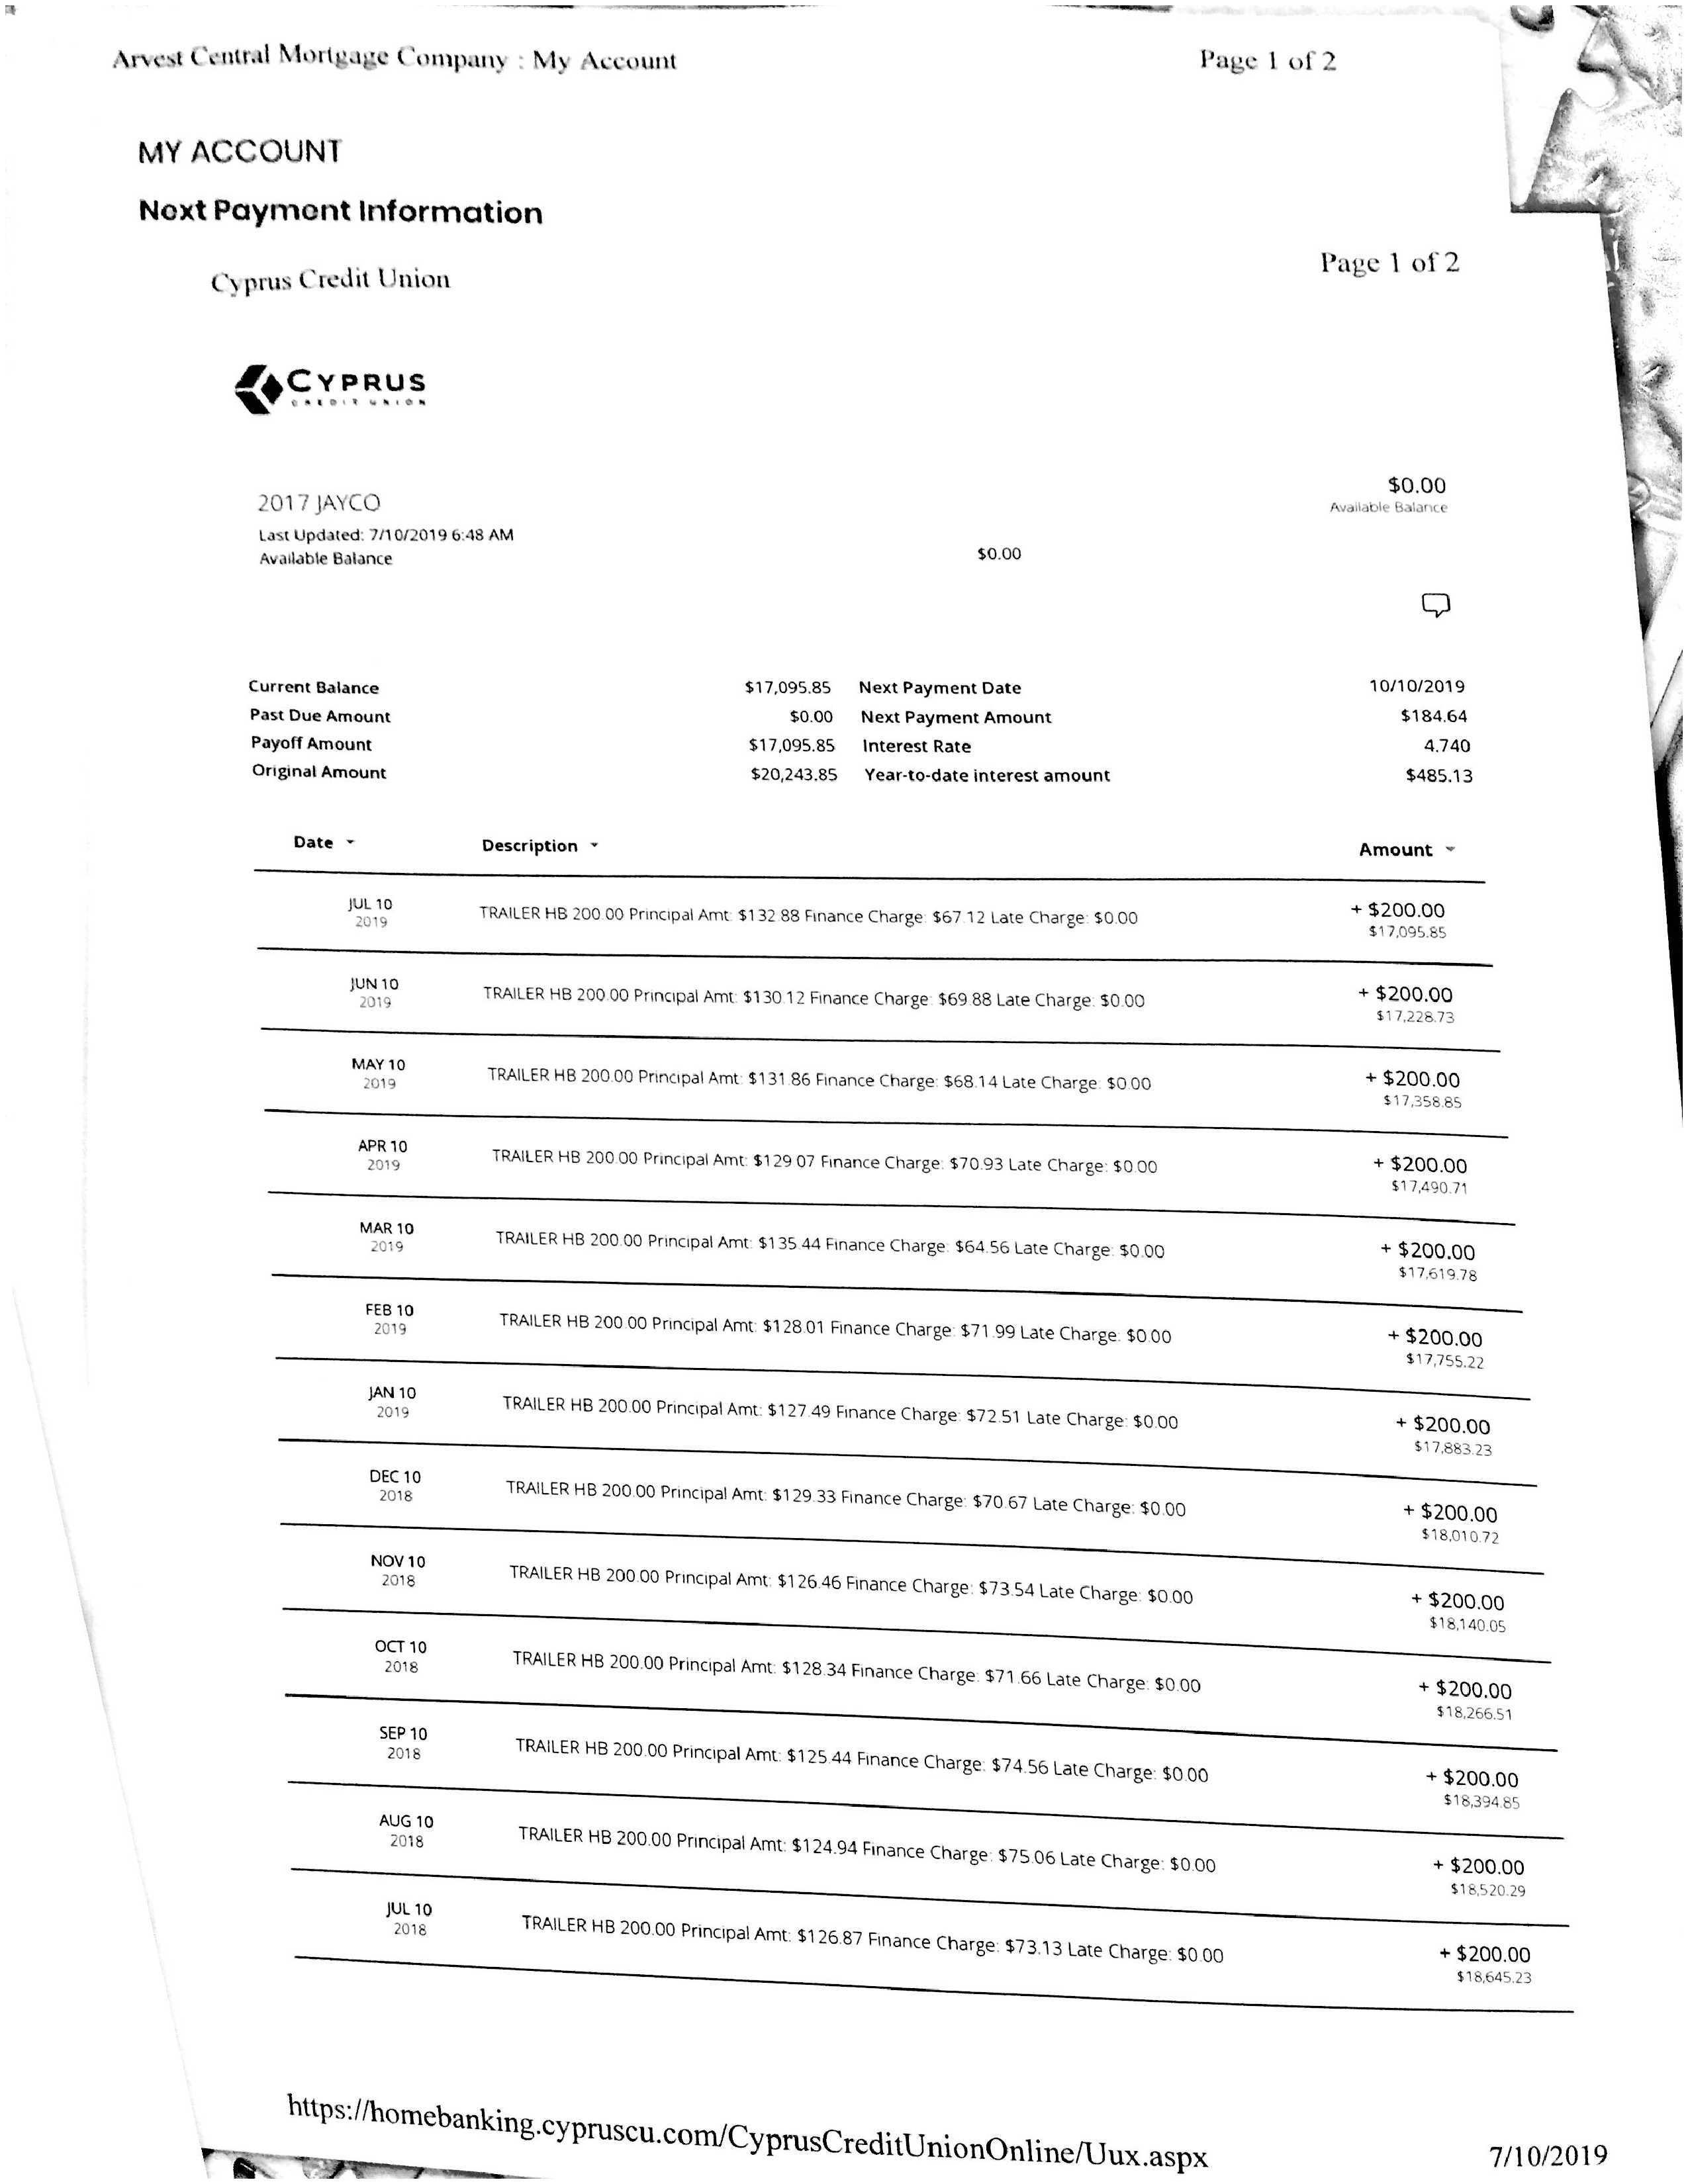 Arvest Central Mortgage Company : My Account Page 1 of 2
MY ACCOUNT
Next Payment Information
Cyprus Credit Union Page 1 of 2
CYPRUS
CREDIT UNION
$0.00
2017 JAYCO Available Balance
Last Updated: 7/10/2019 6:48 AM
Available Balance $0.00
Current Balance $17,095.85 Next Payment Date 10/10/2019
Past Due Amount $0.00 Next Payment Amount $184.64
Payoff Amount $17,095.85 Interest Rate 4.740
Original Amount $20,243.85 Year-to-date interest amount $485.13
Date Description Amount
JUL 10 TRAILER HB 200.00 Principal Amt: $132.88 Finance Charge: $67.12 Late Charge: $0.00 + $200.00
2019 $17,095.85
JUN 10 TRAILER HB 200.00 Principal Amt: $130.12 Finance Charge: $69.88 Late Charge: $0.00 + $200.00
2019 $17,228.73
MAY 10 TRAILER HB 200.00 Principal Amt: $131.86 Finance Charge: $68.14 Late Charge: $0.00 + $200.00
2019 $17,358.85
APR 10 TRAILER HB 200.00 Principal Amt: $129.07 Finance Charge: $70.93 Late Charge: $0.00 + $200.00
2019 $17,490.71
MAR 10 TRAILER HB 200.00 Principal Amt: $135.44 Finance Charge: $64.56 Late Charge: $0.00 + $200.00
2019 $17,619.78
FEB 10 TRAILER HB 200.00 Principal Amt: $128.01 Finance Charge: $71.99 Late Charge: $0.00 + $200.00
2019 $17,755.22
JAN 10 TRAILER HB 200.00 Principal Amt: $127.49 Finance Charge: $72.51 Late Charge: $0.00 + $200.00
2019 $17,883.23
DEC 10 TRAILER HB 200.00 Principal Amt: $129.33 Finance Charge: $70.67 Late Charge: $0.00 + $200.00
2018 $18,010.72
NOV 10 TRAILER HB 200.00 Principal Amt: $126.46 Finance Charge: $73.54 Late Charge: $0.00 + $200.00
2018 $18,140.05
OCT 10 TRAILER HB 200.00 Principal Amt: $128.34 Finance Charge: $71.66 Late Charge: $0.00 + $200.00
2018 $18,266.51
SEP 10 TRAILER HB 200.00 Principal Amt: $125.44 Finance Charge: $74.56 Late Charge: $0.00 + $200.00
2018 $18,394.85
AUG 10 TRAILER HB 200.00 Principal Amt: $124.94 Finance Charge: $75.06 Late Charge: $0.00 + $200.00
2018 $18,520.29
JUL 10 TRAILER HB 200.00 Principal Amt: $126.87 Finance Charge: $73.13 Late Charge: $0.00 + $200.00
2018 $18,645.23
https://homebanking.cypruscu.com/CyprusCreditUnionOnline/Uux.aspx 7/10/2019